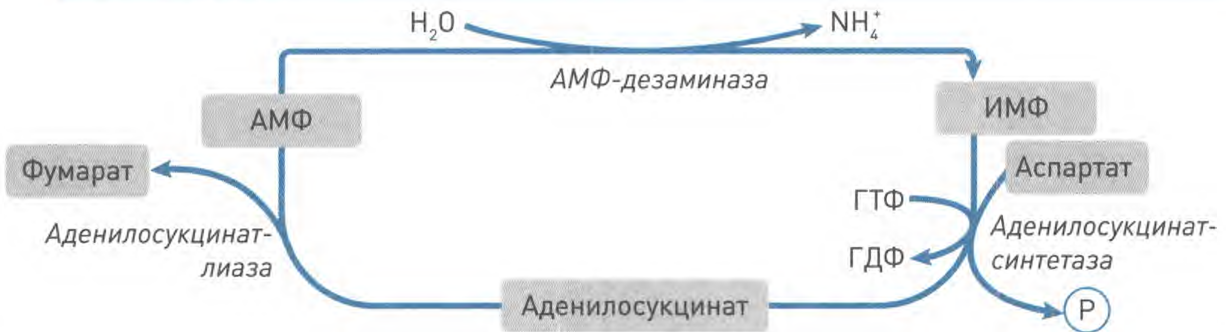 H₂O
NH₄⁺
АМФ-дезаминаза
АМФ
ИМФ
Фумарат
Аспартат
ГТФ
Аденилосукцинат-
лиаза
Аденилосукцинат-
синтетаза
ГДФ
Аденилосукцинат
P